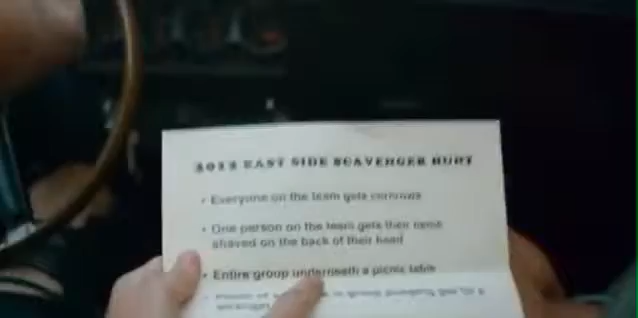 2012 EAST SIDE SCAVENGER HUNT
• Everyone on the team gets cornrows
• One person on the team gets their name
shaved on the back of their head
• Entire group underneath a picnic table